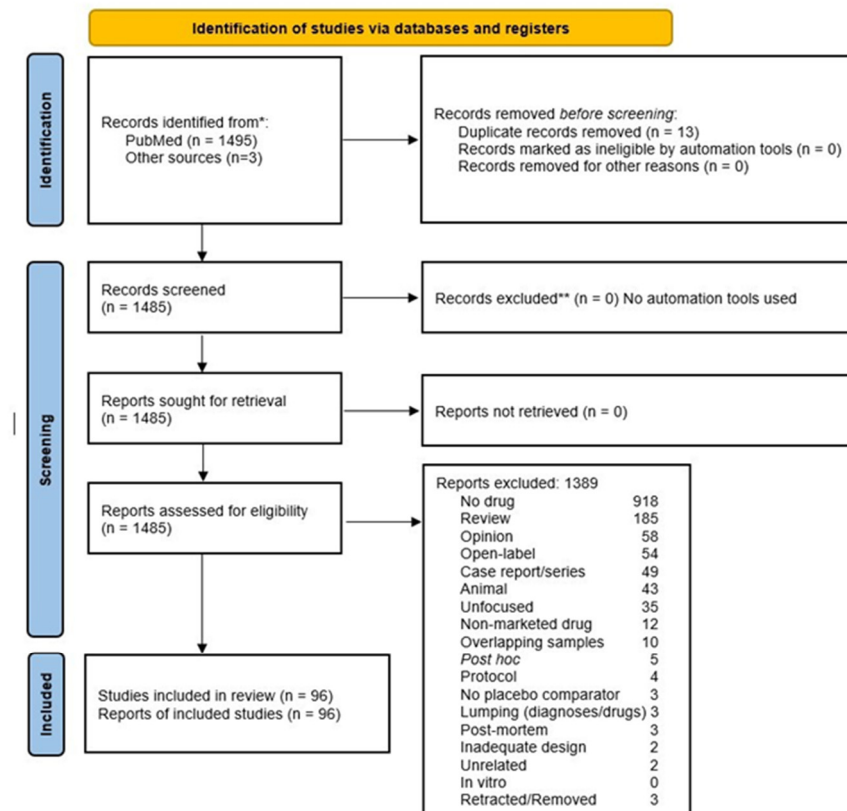 Identification of studies via databases and registers
Identification
Records identified from*:
PubMed (n = 1495)
Other sources (n=3)
Records removed before screening:
Duplicate records removed (n = 13)
Records marked as ineligible by automation tools (n = 0)
Records removed for other reasons (n = 0)
Screening
Records screened
(n = 1485)
Records excluded** (n = 0) No automation tools used
Reports sought for retrieval
(n = 1485)
Reports not retrieved (n = 0)
Reports assessed for eligibility
(n = 1485)
Reports excluded: 1389
No drug 918
Review 185
Opinion 58
Open-label 54
Case report/series 49
Animal 43
Unfocused 35
Non-marketed drug 12
Overlapping samples 10
Post hoc 5
Protocol 4
No placebo comparator 3
Lumping (diagnoses/drugs) 3
Post-mortem 3
Inadequate design 2
Unrelated 2
In vitro 0
Retracted/Removed 3
Included
Studies included in review (n = 96)
Reports of included studies (n = 96)